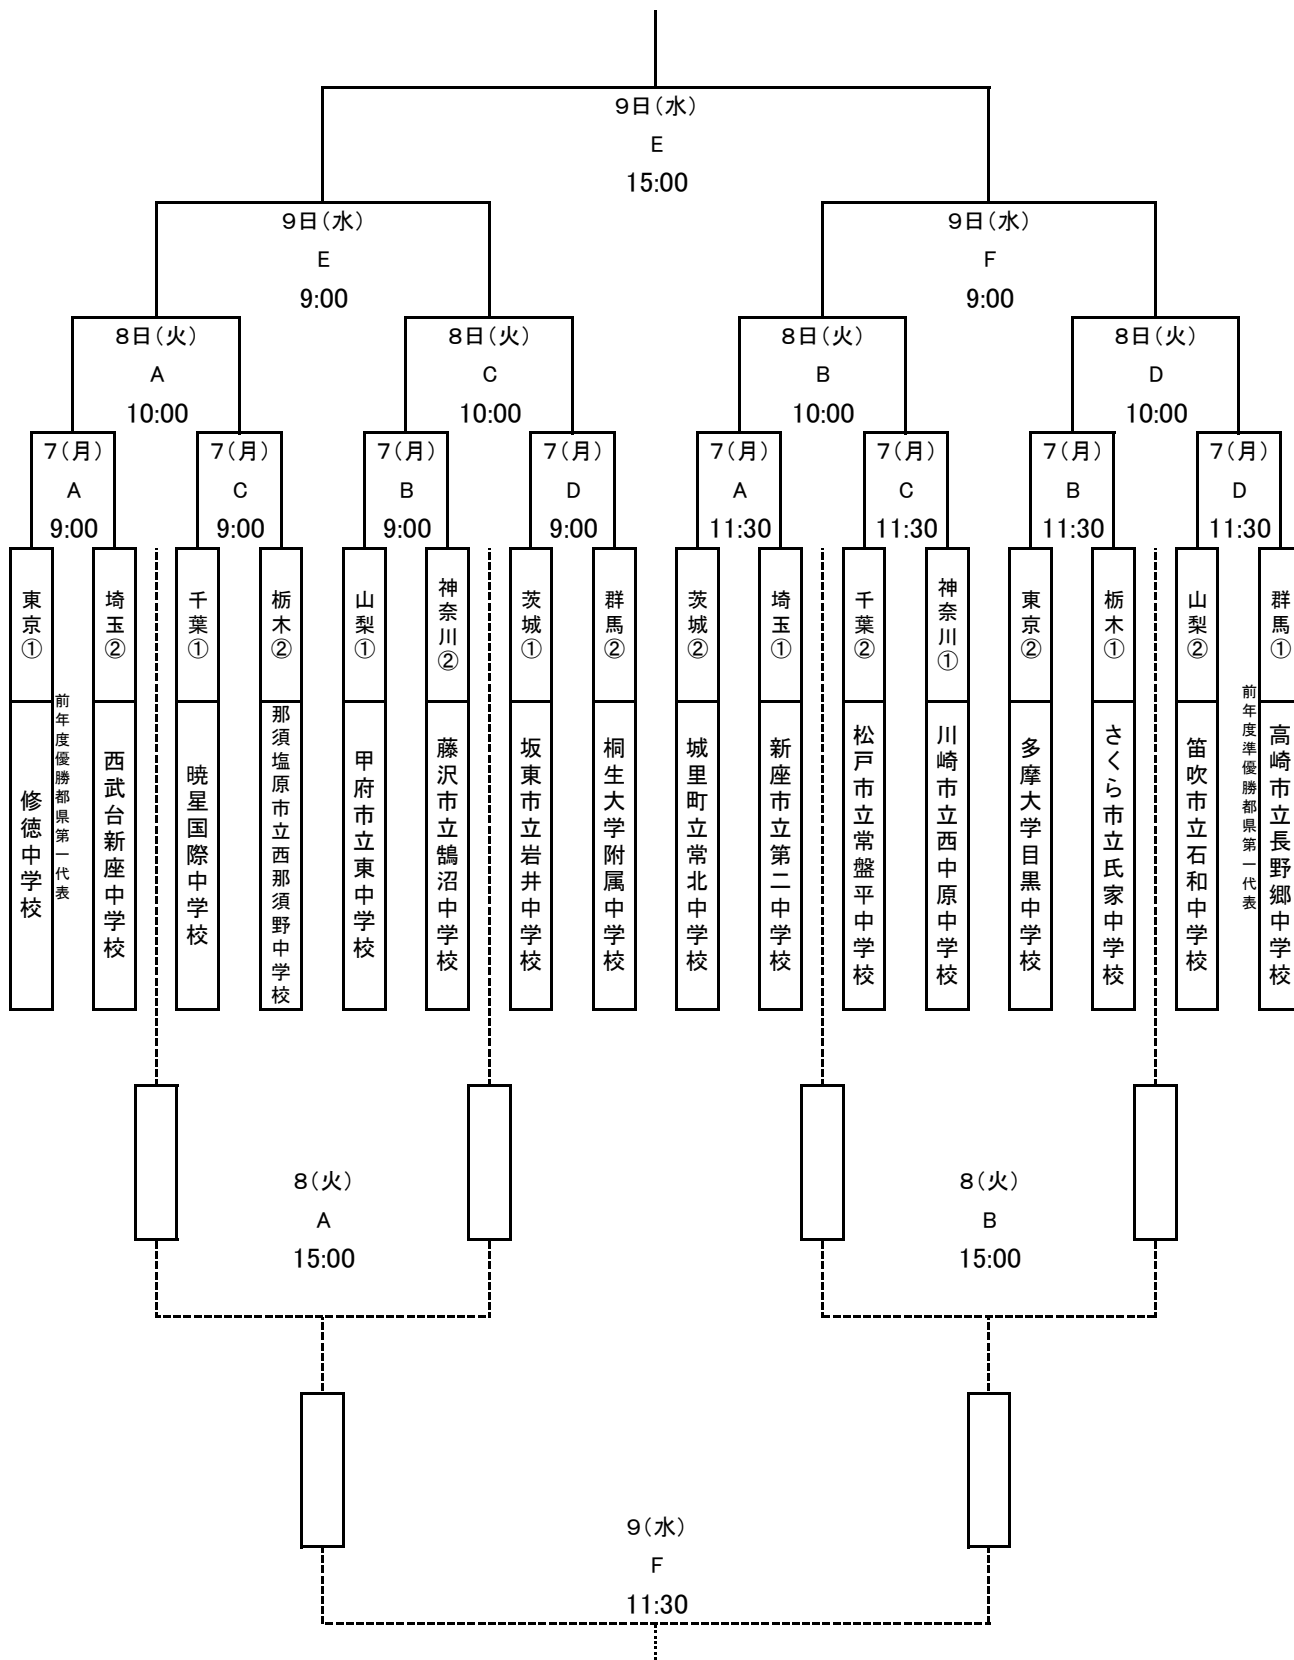 9日（水）
E
15:00
9日（水）
E
9:00
9日（水）
F
9:00
8日（火）
A
10:00
8日（火）
C
10:00
8日（火）
B
10:00
8日（火）
D
10:00
7（月）
A
9:00
7（月）
C
9:00
7（月）
B
9:00
7（月）
D
9:00
7（月）
A
11:30
7（月）
C
11:30
7（月）
B
11:30
7（月）
D
11:30
東京①
修徳中学校
前年度優勝都県第一代表
埼玉②
西武台新座中学校
千葉①
暁星国際中学校
栃木②
那須塩原市立西那須野中学校
山梨①
甲府市立東中学校
神奈川②
藤沢市立鵠沼中学校
茨城①
坂東市立岩井中学校
群馬②
桐生大学附属中学校
茨城②
城里町立常北中学校
埼玉①
新座市立第二中学校
千葉②
松戸市立常盤平中学校
神奈川①
川崎市立西中原中学校
東京②
多摩大学目黒中学校
栃木①
さくら市立氏家中学校
山梨②
笛吹市立石和中学校
前年度準優勝都県第一代表
群馬①
高崎市立長野郷中学校
8（火）
A
15:00
8（火）
B
15:00
9（水）
F
11:30